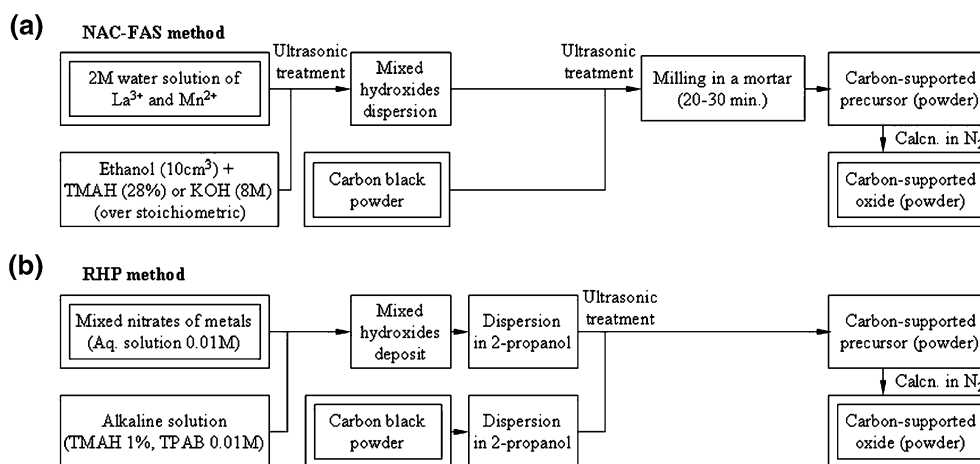 (a)
NAC-FAS method
2M water solution of
La³⁺ and Mn²⁺
Ultrasonic
treatment
Mixed
hydroxides
dispersion
Ultrasonic
treatment
Milling in a mortar
(20-30 min.)
Carbon-supported
precursor (powder)
Calcn. in N₂
Ethanol (10cm³) +
TMAH (28%) or KOH (8M)
(over stoichiometric)
Carbon black
powder
Carbon-supported
oxide (powder)
(b)
RHP method
Mixed nitrates of metals
(Aq. solution 0.01M)
Mixed
hydroxides
deposit
Dispersion
in 2-propanol
Ultrasonic
treatment
Carbon-supported
precursor (powder)
Calcn. in N₂
Alkaline solution
(TMAH 1%, TPAB 0.01M)
Carbon black
powder
Dispersion
in 2-propanol
Carbon-supported
oxide (powder)